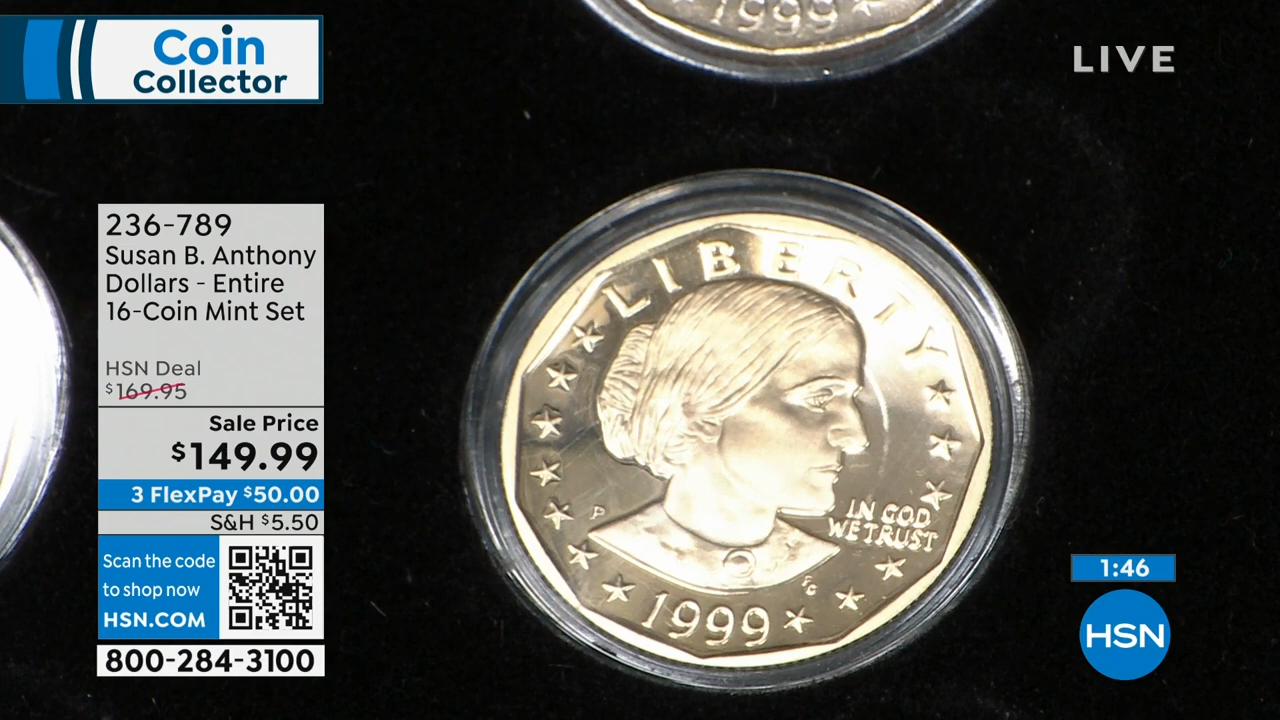 Coin
Collector
LIVE
1999
236-789
Susan B. Anthony
Dollars - Entire
16-Coin Mint Set
HSN Deal
$169.95
Sale Price
$149.99
3 FlexPay $50.00
S&H $5.50
Scan the code
to shop now
HSN.COM
800-284-3100
LIBERTY
P
IN GOD
WE TRUST
FG
1999
1:46
HSN